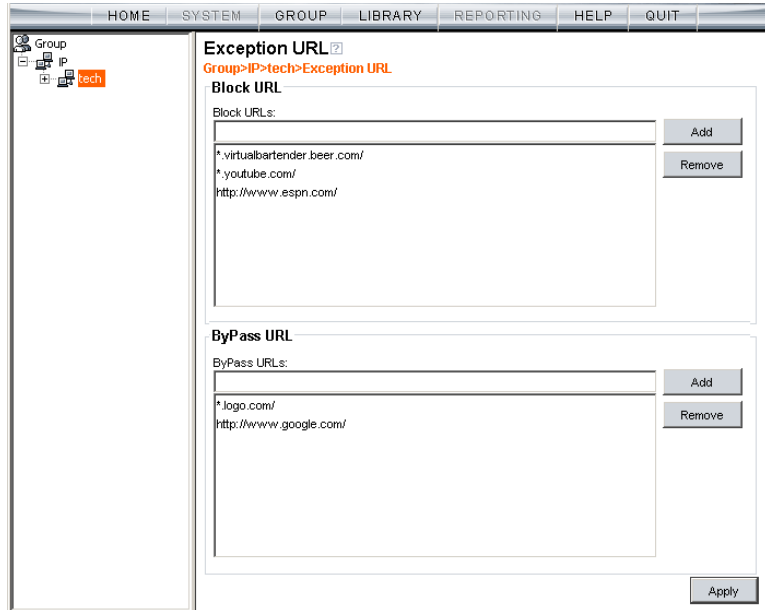 HOME SYSTEM GROUP LIBRARY REPORTING HELP QUIT
Group
IP
tech
Exception URL ?
Group>IP>tech>Exception URL
Block URL
Block URLs:
Add
*.virtualbartender.beer.com/
*.youtube.com/
http://www.espn.com/
Remove
ByPass URL
ByPass URLs:
Add
*.logo.com/
http://www.google.com/
Remove
Apply